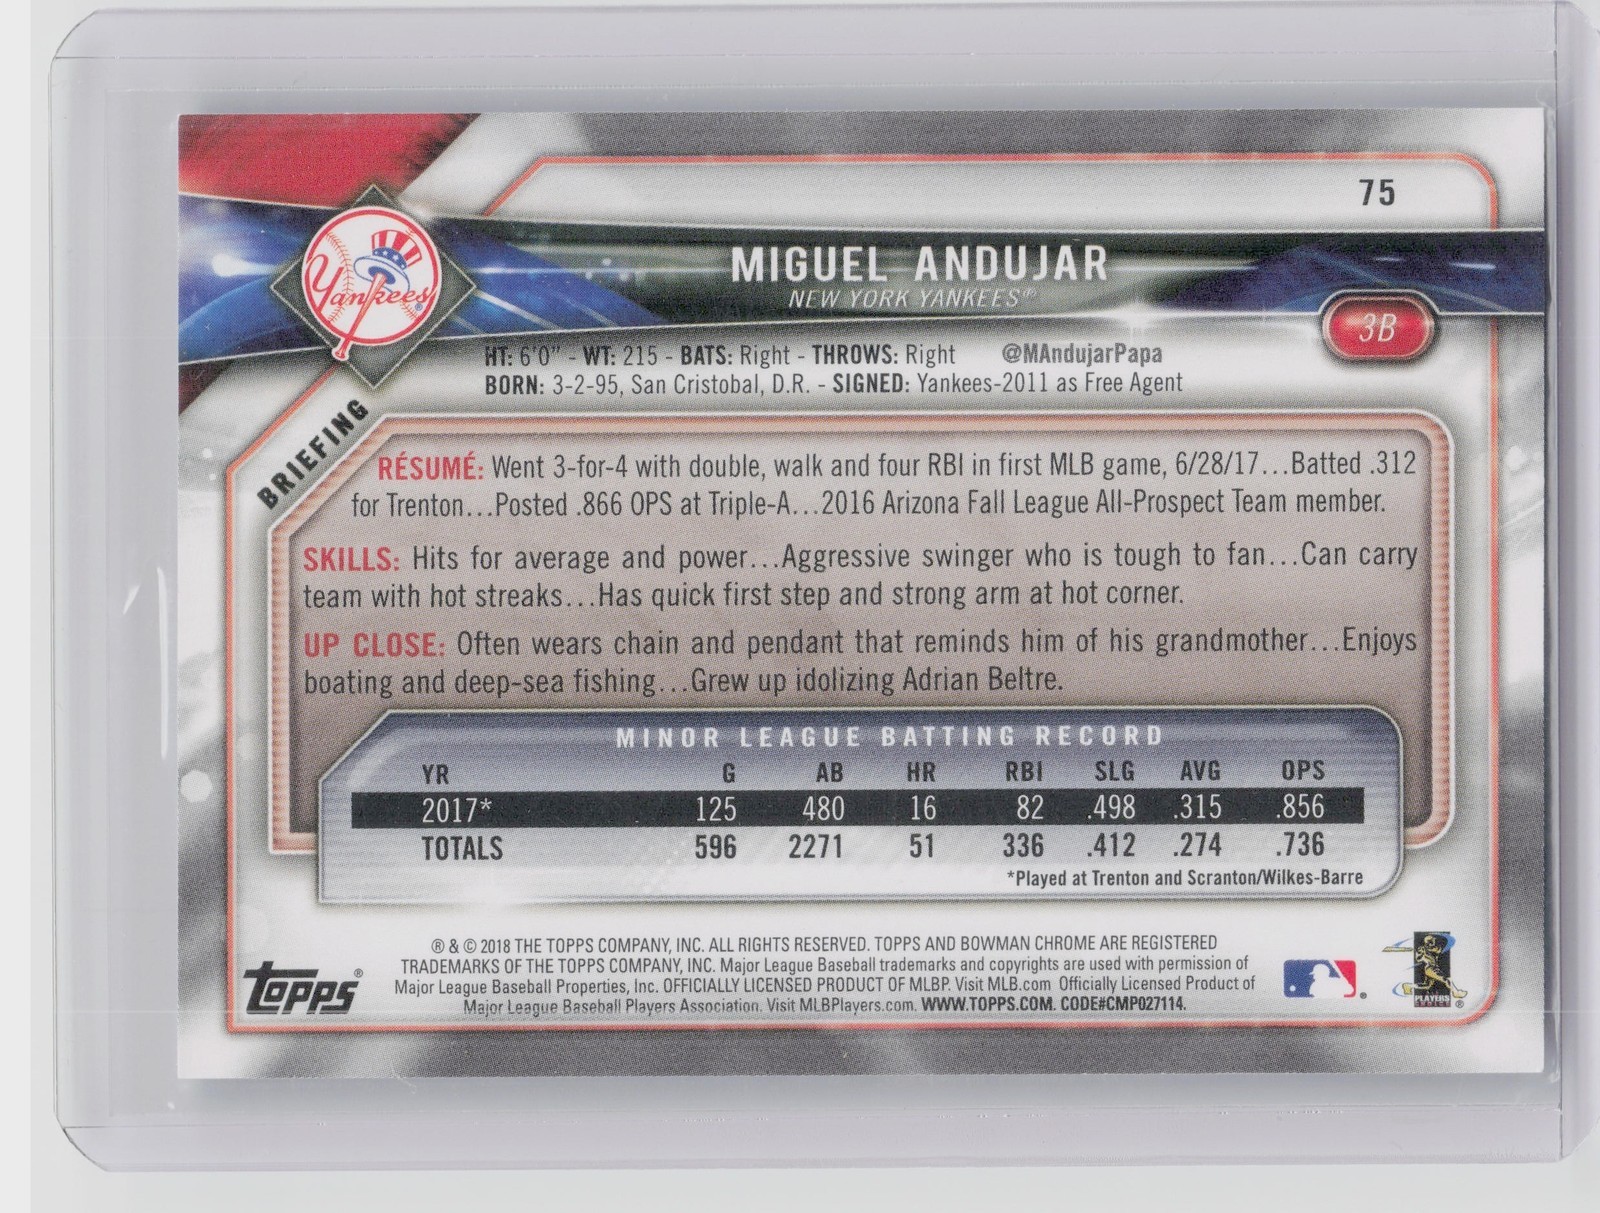 75
Yankees®
MIGUEL ANDUJAR
NEW YORK YANKEES®
3B
HT: 6'0" - WT: 215 - BATS: Right - THROWS: Right @MAndujarPapa
BORN: 3-2-95, San Cristobal, D.R. - SIGNED: Yankees-2011 as Free Agent
BRIEFING
RÉSUMÉ: Went 3-for-4 with double, walk and four RBI in first MLB game, 6/28/17...Batted .312
for Trenton...Posted .866 OPS at Triple-A...2016 Arizona Fall League All-Prospect Team member.
SKILLS: Hits for average and power...Aggressive swinger who is tough to fan...Can carry
team with hot streaks...Has quick first step and strong arm at hot corner.
UP CLOSE: Often wears chain and pendant that reminds him of his grandmother...Enjoys
boating and deep-sea fishing...Grew up idolizing Adrian Beltre.
MINOR LEAGUE BATTING RECORD
YR G AB HR RBI SLG AVG OPS
2017* 125 480 16 82 .498 .315 .856
TOTALS 596 2271 51 336 .412 .274 .736
*Played at Trenton and Scranton/Wilkes-Barre
® & © 2018 THE TOPPS COMPANY, INC. ALL RIGHTS RESERVED. TOPPS AND BOWMAN CHROME ARE REGISTERED
TRADEMARKS OF THE TOPPS COMPANY, INC. Major League Baseball trademarks and copyrights are used with permission of
Major League Baseball Properties, Inc. OFFICIALLY LICENSED PRODUCT OF MLBP. Visit MLB.com Officially Licensed Product of
Major League Baseball Players Association. Visit MLBPlayers.com. WWW.TOPPS.COM. CODE#CMP027114.
Topps®
PLAYERS